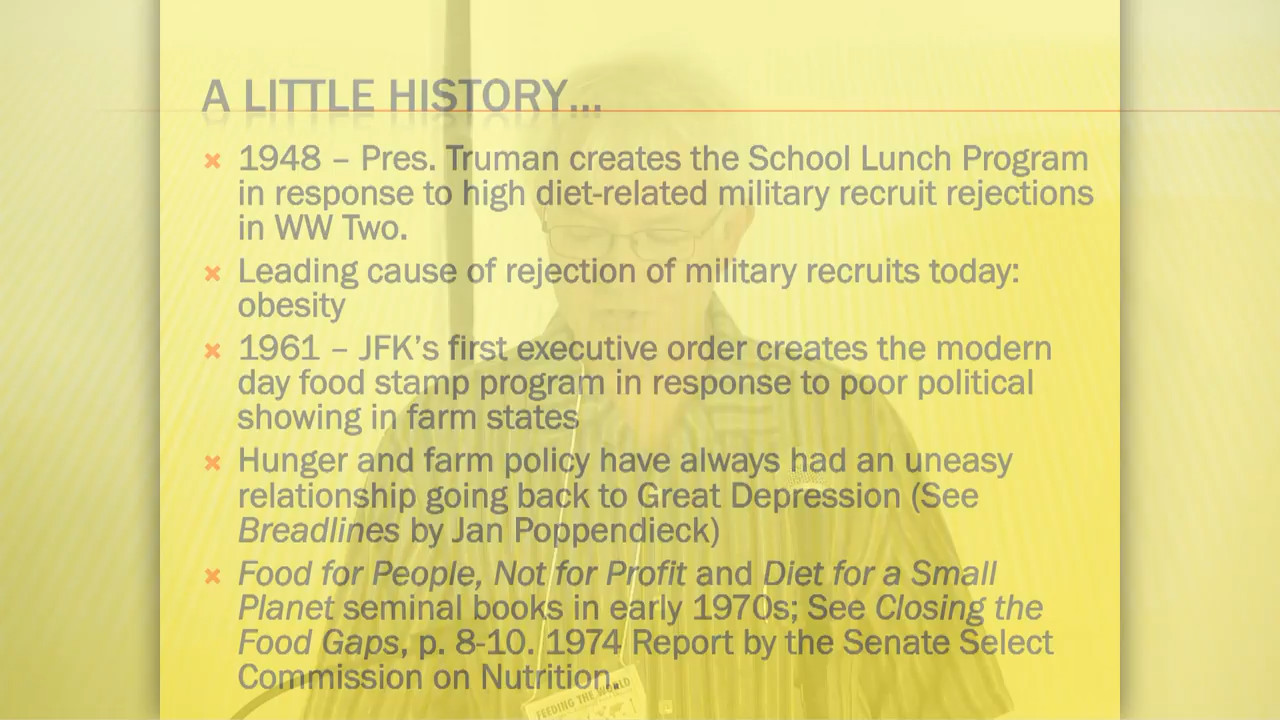 A LITTLE HISTORY...
1948 – Pres. Truman creates the School Lunch Program
in response to high diet-related military recruit rejections
in WW Two.
Leading cause of rejection of military recruits today:
obesity
1961 – JFK's first executive order creates the modern
day food stamp program in response to poor political
showing in farm states
Hunger and farm policy have always had an uneasy
relationship going back to Great Depression (See
Breadlines by Jan Poppendieck)
Food for People, Not for Profit and Diet for a Small
Planet seminal books in early 1970s; See Closing the
Food Gaps, p. 8-10. 1974 Report by the Senate Select
Commission on Nutrition.
FEEDING THE WORLD